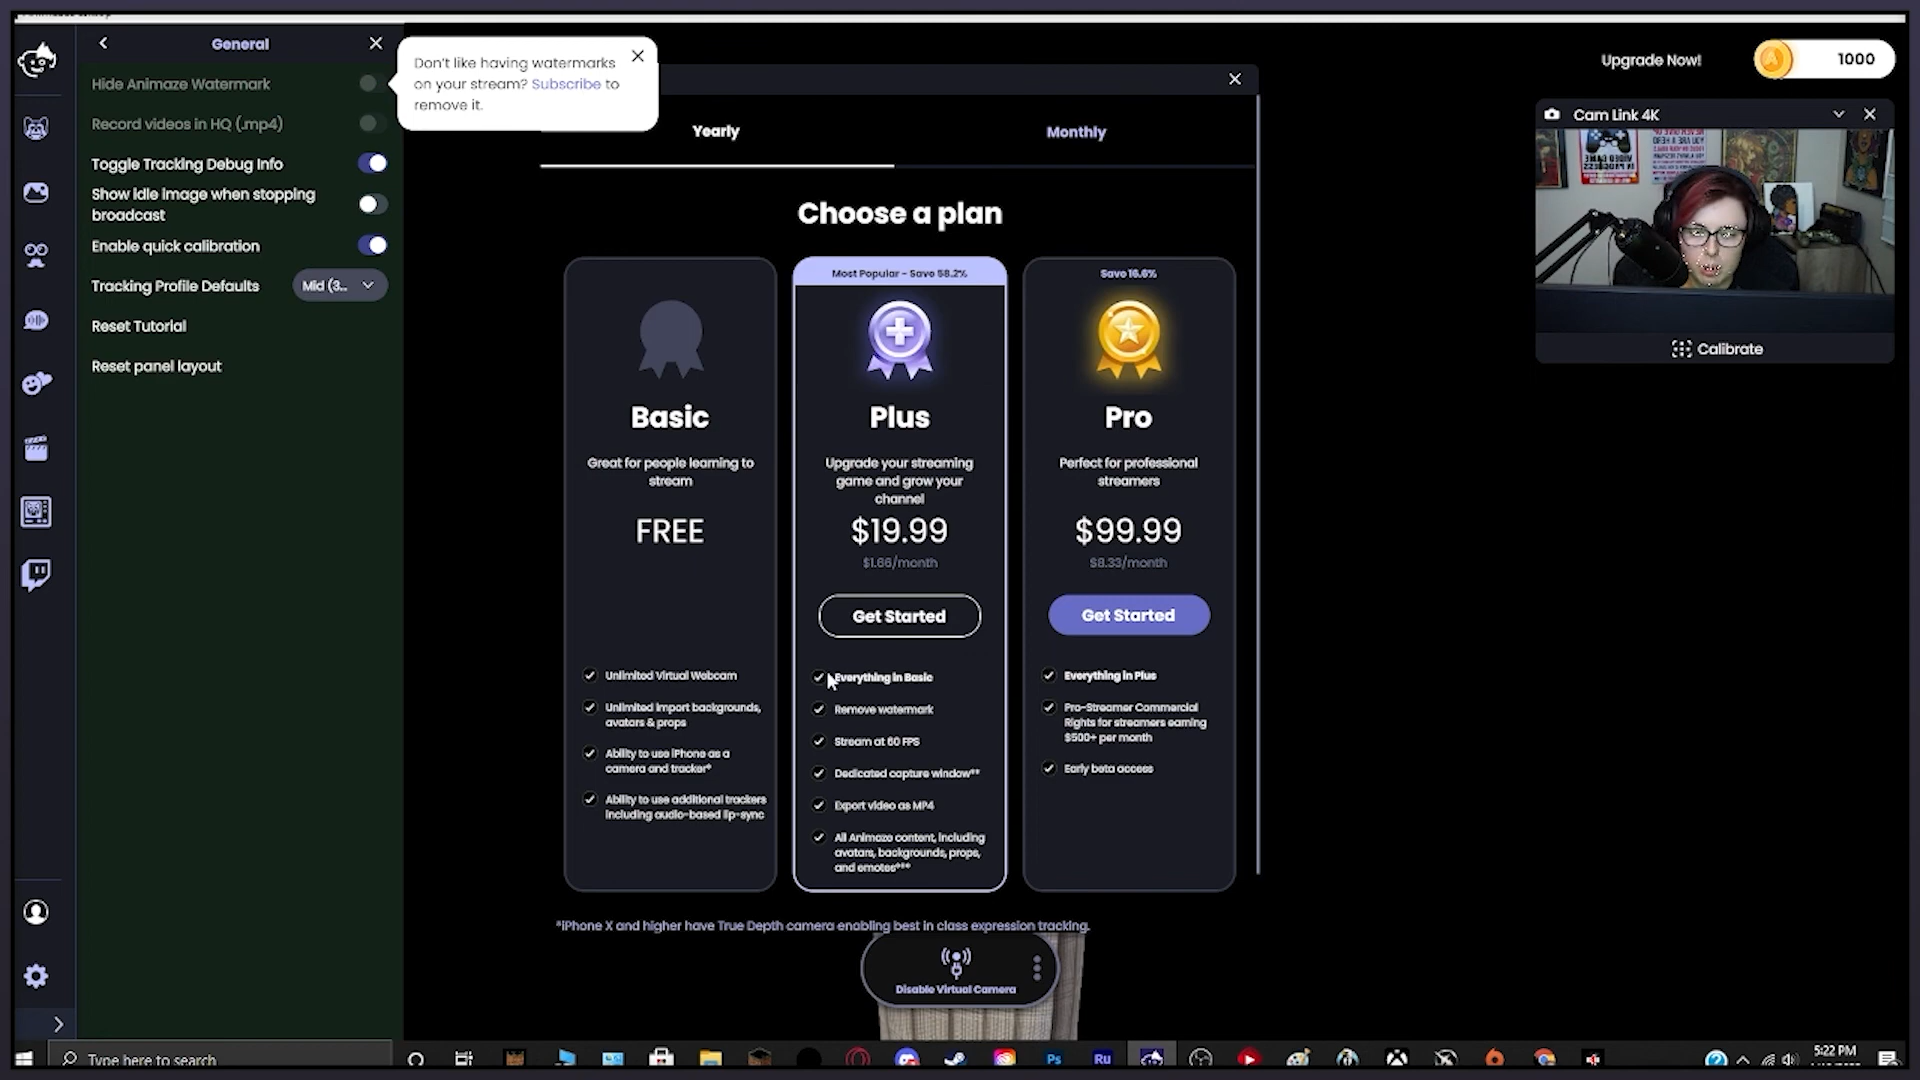 General
Hide Animaze Watermark
Record videos in HQ (.mp4)
Toggle Tracking Debug Info
Show idle image when stopping
broadcast
Enable quick calibration
Tracking Profile Defaults
Mid (3...
Reset Tutorial
Reset panel layout
Don't like having watermarks
on your stream? Subscribe to
remove it.
Yearly
Monthly
Choose a plan
Basic
Great for people learning to
stream
FREE
Unlimited Virtual Webcam
Unlimited import backgrounds,
avatars & props
Ability to use iPhone as a
camera and tracker*
Ability to use additional trackers
including audio-based lip-sync
Most Popular - Save 58.2%
Plus
Upgrade your streaming
game and grow your
channel
$19.99
$1.66/month
Get Started
Everything in Basic
Remove watermark
Stream at 60 FPS
Dedicated capture window**
Export video as MP4
All Animaze content, including
avatars, backgrounds, props,
and emotes***
Save 16.6%
Pro
Perfect for professional
streamers
$99.99
$8.33/month
Get Started
Everything in Plus
Pro-Streamer Commercial
Rights for streamers earning
$500+ per month
Early beta access
*iPhone X and higher have True Depth camera enabling best in class expression tracking.
Disable Virtual Camera
Upgrade Now!
1000
Cam Link 4K
Calibrate
Type here to search
Ps
Ru
5:22 PM